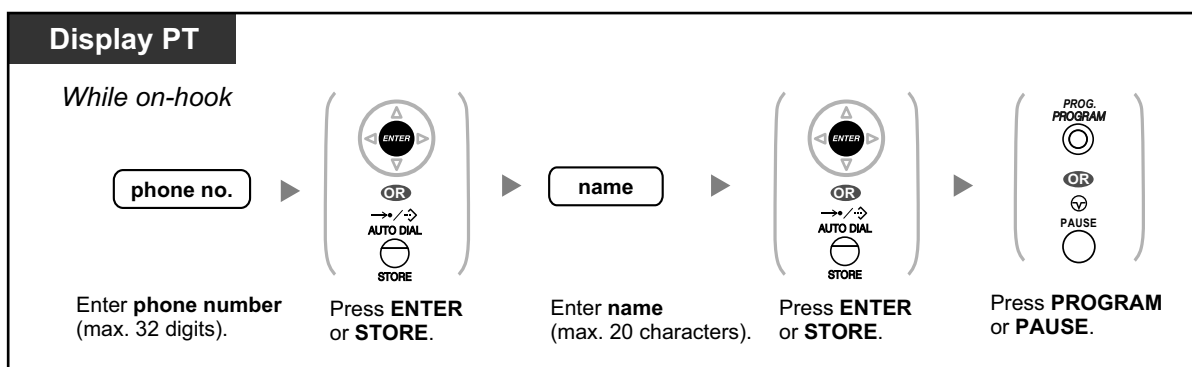 Display PT
While on-hook
phone no.
ENTER
OR
AUTO DIAL
STORE
name
ENTER
OR
AUTO DIAL
STORE
PROG.
PROGRAM
OR
PAUSE
Enter phone number
(max. 32 digits).
Press ENTER
or STORE.
Enter name
(max. 20 characters).
Press ENTER
or STORE.
Press PROGRAM
or PAUSE.